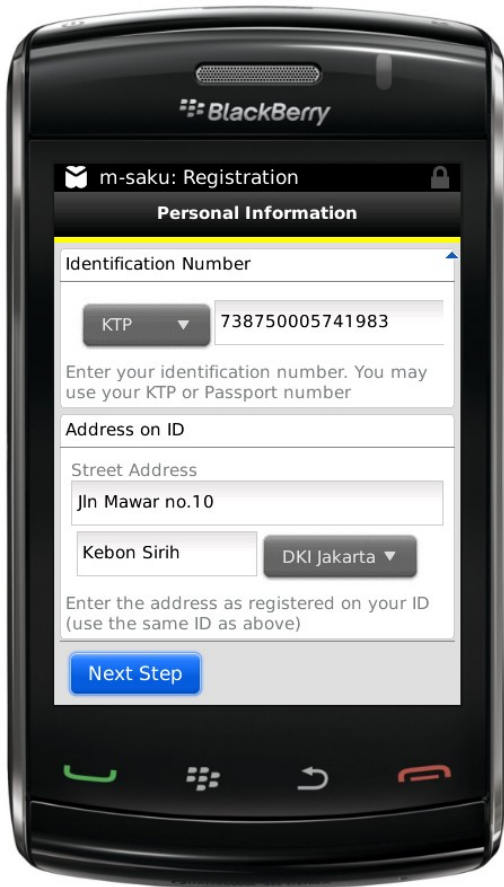 BlackBerry
m-saku: Registration
Personal Information
Identification Number
KTP 738750005741983
Enter your identification number. You may
use your KTP or Passport number
Address on ID
Street Address
Jln Mawar no.10
Kebon Sirih DKI Jakarta
Enter the address as registered on your ID
(use the same ID as above)
Next Step